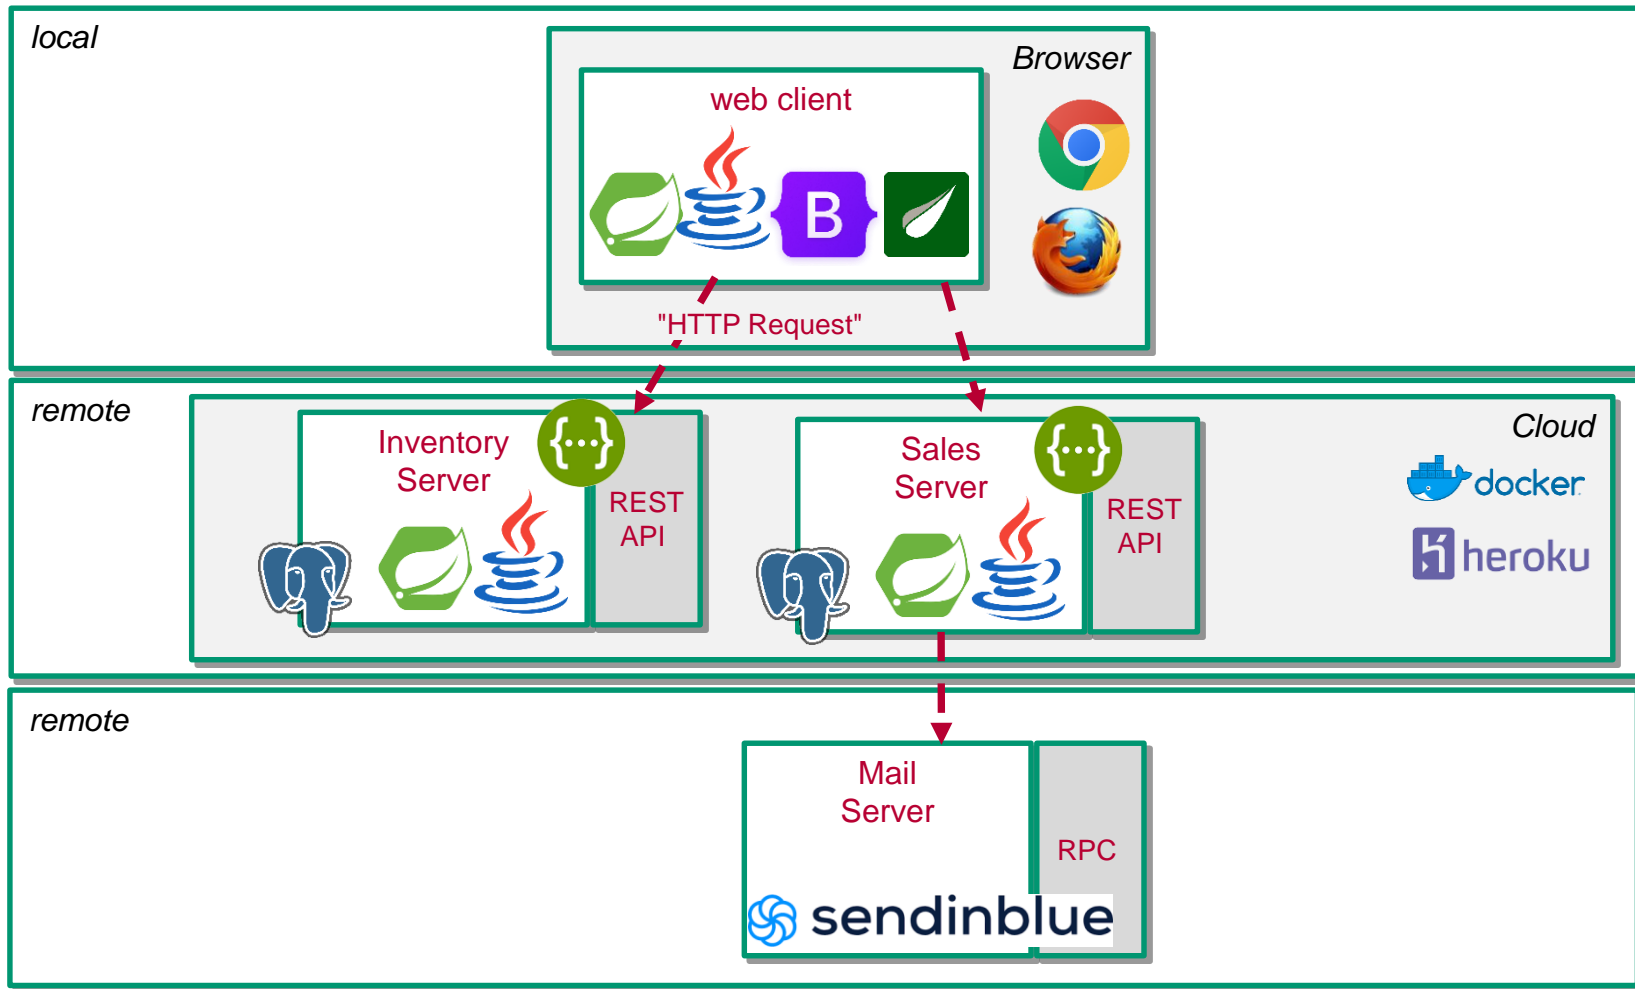 local
Browser
web client
B
"HTTP Request"
remote
Cloud
Inventory
Server
{...}
REST
API
Sales
Server
{...}
REST
API
docker
heroku
remote
Mail
Server
RPC
sendinblue